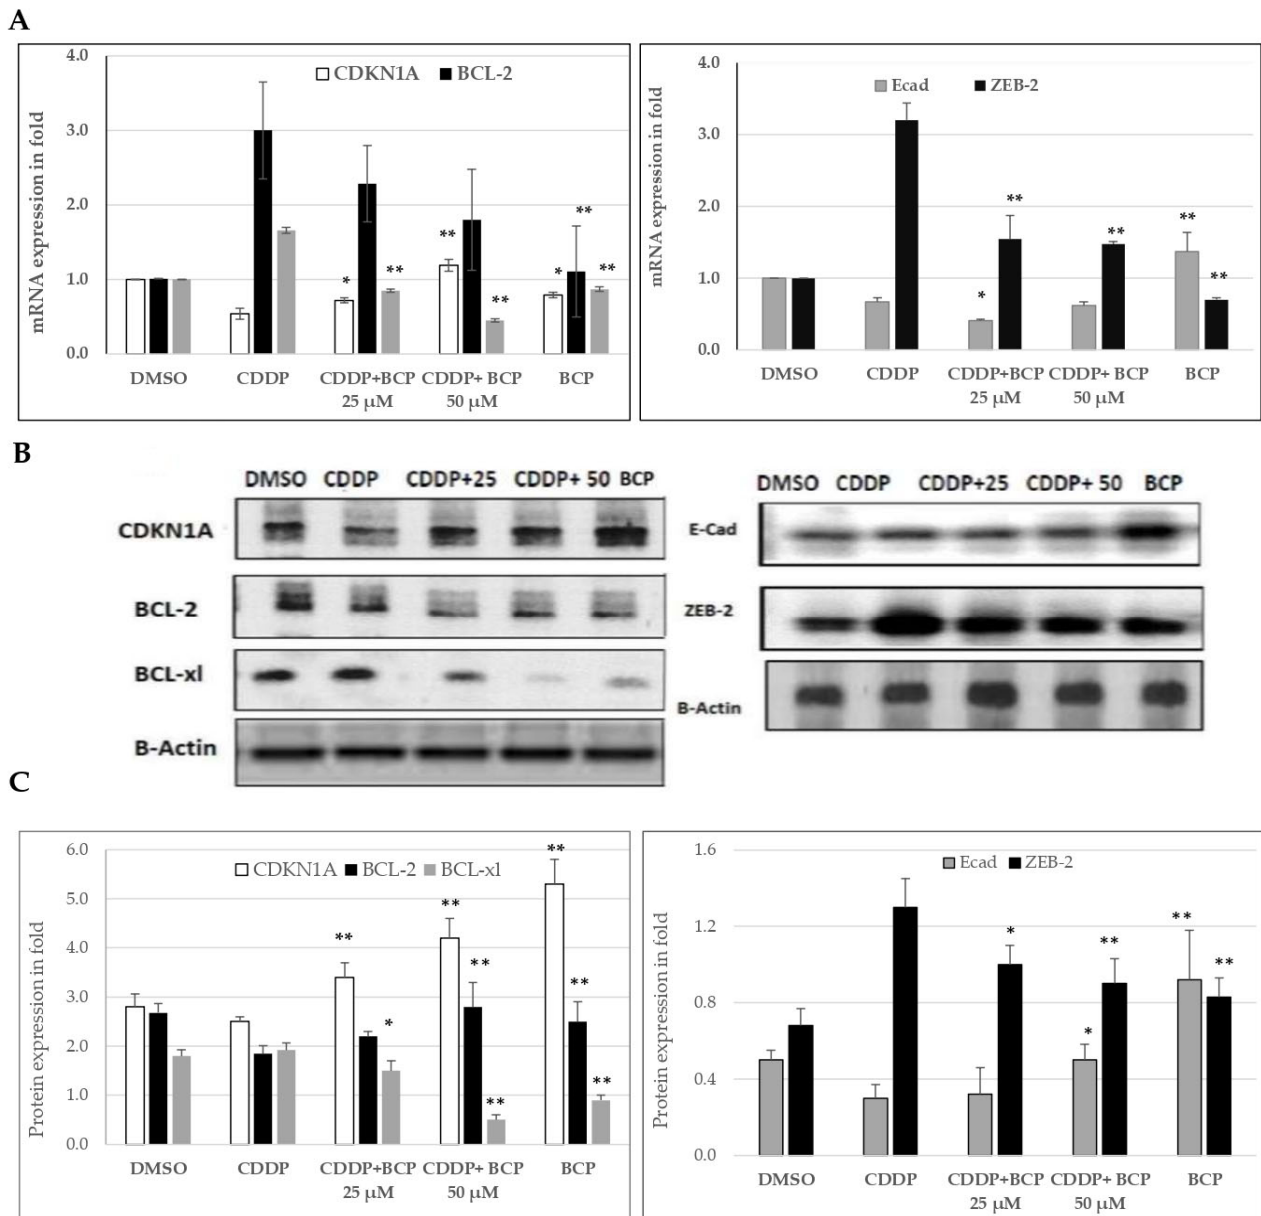 A
4.0
3.0
2.0
1.0
0.0
mRNA expression in fold
CDKN1A BCL-2
* ** ** ** * ** **
DMSO CDDP CDDP+BCP CDDP+ BCP BCP
25 µM 50 µM
4.0
3.0
2.0
1.0
0.0
mRNA expression in fold
Ecad ZEB-2
* ** ** ** **
DMSO CDDP CDDP+BCP CDDP+ BCP BCP
25 µM 50 µM
B
DMSO CDDP CDDP+25 CDDP+ 50 BCP
CDKN1A
BCL-2
BCL-xl
B-Actin
DMSO CDDP CDDP+25 CDDP+ 50 BCP
E-Cad
ZEB-2
B-Actin
C
6.0
5.0
4.0
3.0
2.0
1.0
0.0
Protein expression in fold
CDKN1A BCL-2 BCL-xl
** * ** ** ** ** ** **
DMSO CDDP CDDP+BCP CDDP+ BCP BCP
25 µM 50 µM
1.6
1.2
0.8
0.4
0.0
Protein expression in fold
Ecad ZEB-2
* * ** ** **
DMSO CDDP CDDP+BCP CDDP+ BCP BCP
25 µM 50 µM